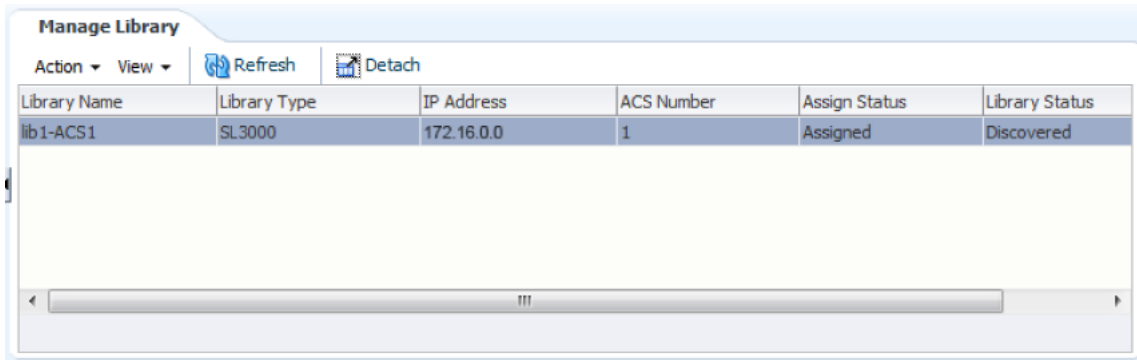 Manage Library
Action View Refresh Detach
Library Name Library Type IP Address ACS Number Assign Status Library Status
lib1-ACS1 SL3000 172.16.0.0 1 Assigned Discovered